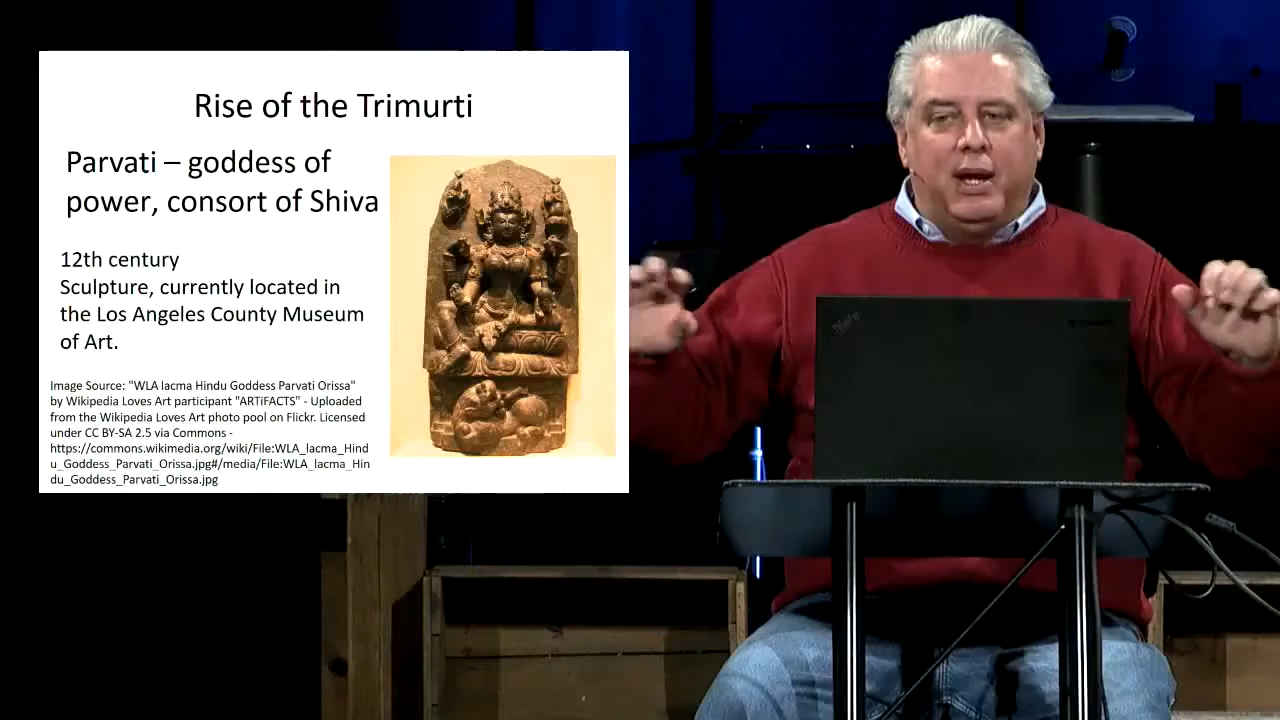 Rise of the Trimurti
Parvati – goddess of
power, consort of Shiva
12th century
Sculpture, currently located in
the Los Angeles County Museum
of Art.
Image Source: "WLA lacma Hindu Goddess Parvati Orissa"
by Wikipedia Loves Art participant "ARTiFACTS" - Uploaded
from the Wikipedia Loves Art photo pool on Flickr. Licensed
under CC BY-SA 2.5 via Commons -
https://commons.wikimedia.org/wiki/File:WLA_lacma_Hind
u_Goddess_Parvati_Orissa.jpg#/media/File:WLA_lacma_Hin
du_Goddess_Parvati_Orissa.jpg